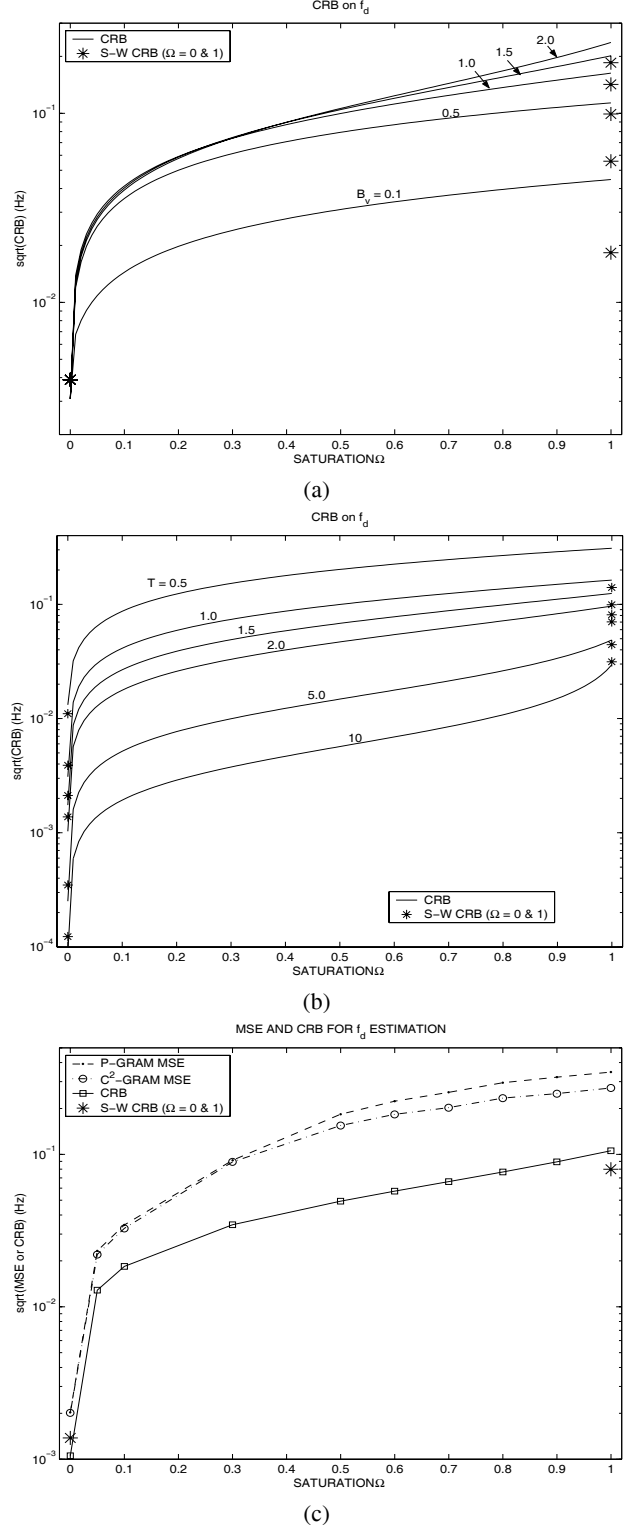 CRB on f_d
CRB
S-W CRB (Ω = 0 & 1)
2.0
1.5
1.0
0.5
B_v = 0.1
sqrt(CRB) (Hz)
10^-1
10^-2
0 0.1 0.2 0.3 0.4 0.5 0.6 0.7 0.8 0.9 1
SATURATIONΩ
(a)
CRB on f_d
T = 0.5
1.0
1.5
2.0
5.0
10
CRB
S-W CRB (Ω = 0 & 1)
sqrt(CRB) (Hz)
10^-1
10^-2
10^-3
10^-4
0 0.1 0.2 0.3 0.4 0.5 0.6 0.7 0.8 0.9 1
SATURATIONΩ
(b)
MSE AND CRB FOR f_d ESTIMATION
P-GRAM MSE
C^2-GRAM MSE
CRB
S-W CRB (Ω = 0 & 1)
sqrt(MSE or CRB) (Hz)
10^-1
10^-2
10^-3
0 0.1 0.2 0.3 0.4 0.5 0.6 0.7 0.8 0.9 1
SATURATIONΩ
(c)